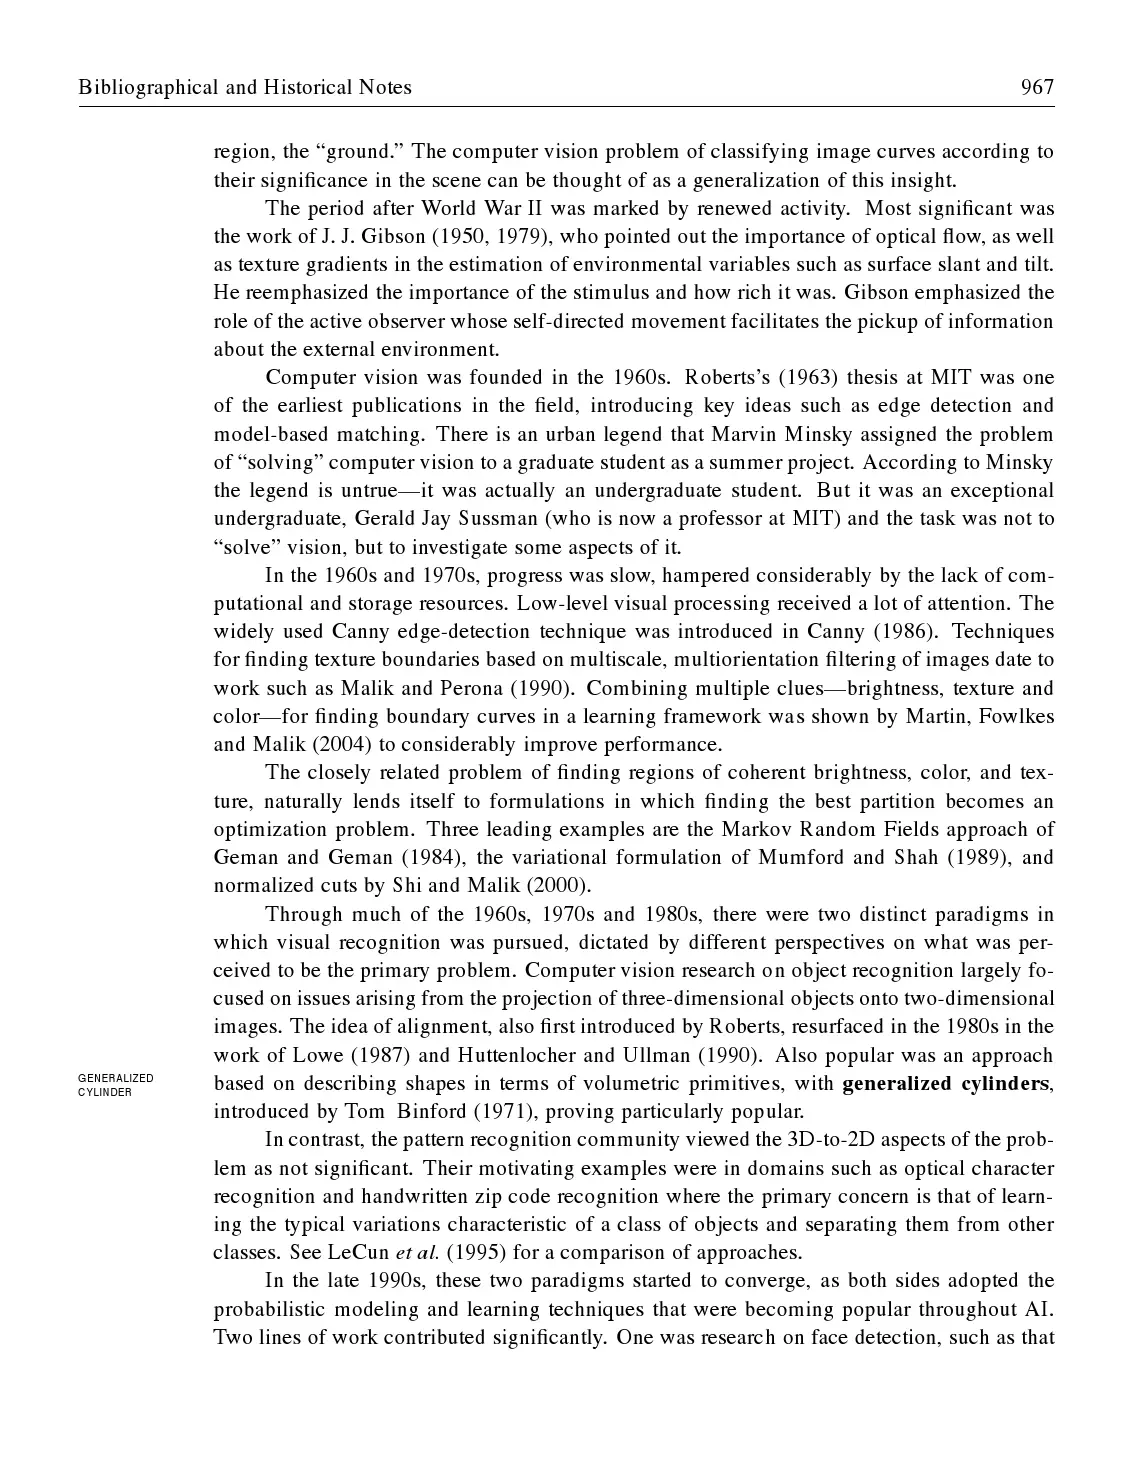 Bibliographical and Historical Notes 967
region, the “ground.” The computer vision problem of classifying image curves according to
their significance in the scene can be thought of as a generalization of this insight.
The period after World War II was marked by renewed activity. Most significant was
the work of J. J. Gibson (1950, 1979), who pointed out the importance of optical flow, as well
as texture gradients in the estimation of environmental variables such as surface slant and tilt.
He reemphasized the importance of the stimulus and how rich it was. Gibson emphasized the
role of the active observer whose self-directed movement facilitates the pickup of information
about the external environment.
Computer vision was founded in the 1960s. Roberts’s (1963) thesis at MIT was one
of the earliest publications in the field, introducing key ideas such as edge detection and
model-based matching. There is an urban legend that Marvin Minsky assigned the problem
of “solving” computer vision to a graduate student as a summer project. According to Minsky
the legend is untrue—it was actually an undergraduate student. But it was an exceptional
undergraduate, Gerald Jay Sussman (who is now a professor at MIT) and the task was not to
“solve” vision, but to investigate some aspects of it.
In the 1960s and 1970s, progress was slow, hampered considerably by the lack of com-
putational and storage resources. Low-level visual processing received a lot of attention. The
widely used Canny edge-detection technique was introduced in Canny (1986). Techniques
for finding texture boundaries based on multiscale, multiorientation filtering of images date to
work such as Malik and Perona (1990). Combining multiple clues—brightness, texture and
color—for finding boundary curves in a learning framework was shown by Martin, Fowlkes
and Malik (2004) to considerably improve performance.
The closely related problem of finding regions of coherent brightness, color, and tex-
ture, naturally lends itself to formulations in which finding the best partition becomes an
optimization problem. Three leading examples are the Markov Random Fields approach of
Geman and Geman (1984), the variational formulation of Mumford and Shah (1989), and
normalized cuts by Shi and Malik (2000).
Through much of the 1960s, 1970s and 1980s, there were two distinct paradigms in
which visual recognition was pursued, dictated by different perspectives on what was per-
ceived to be the primary problem. Computer vision research on object recognition largely fo-
cused on issues arising from the projection of three-dimensional objects onto two-dimensional
images. The idea of alignment, also first introduced by Roberts, resurfaced in the 1980s in the
work of Lowe (1987) and Huttenlocher and Ullman (1990). Also popular was an approach
GENERALIZED
CYLINDER
based on describing shapes in terms of volumetric primitives, with generalized cylinders,
introduced by Tom Binford (1971), proving particularly popular.
In contrast, the pattern recognition community viewed the 3D-to-2D aspects of the prob-
lem as not significant. Their motivating examples were in domains such as optical character
recognition and handwritten zip code recognition where the primary concern is that of learn-
ing the typical variations characteristic of a class of objects and separating them from other
classes. See LeCun et al. (1995) for a comparison of approaches.
In the late 1990s, these two paradigms started to converge, as both sides adopted the
probabilistic modeling and learning techniques that were becoming popular throughout AI.
Two lines of work contributed significantly. One was research on face detection, such as that